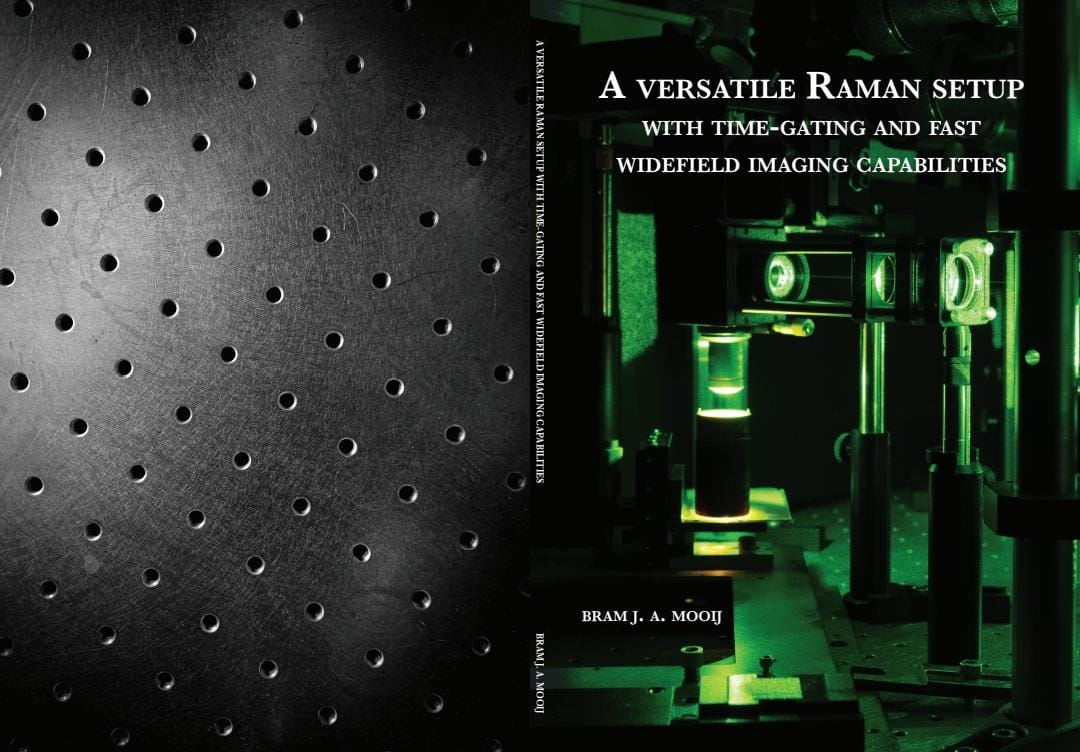 A VERSATILE RAMAN SETUP WITH TIME-GATING AND FAST WIDEFIELD IMAGING CAPABILITIES
BRAM J. A. MOOIJ
A VERSATILE RAMAN SETUP
WITH TIME-GATING AND FAST
WIDEFIELD IMAGING CAPABILITIES
BRAM J. A. MOOIJ